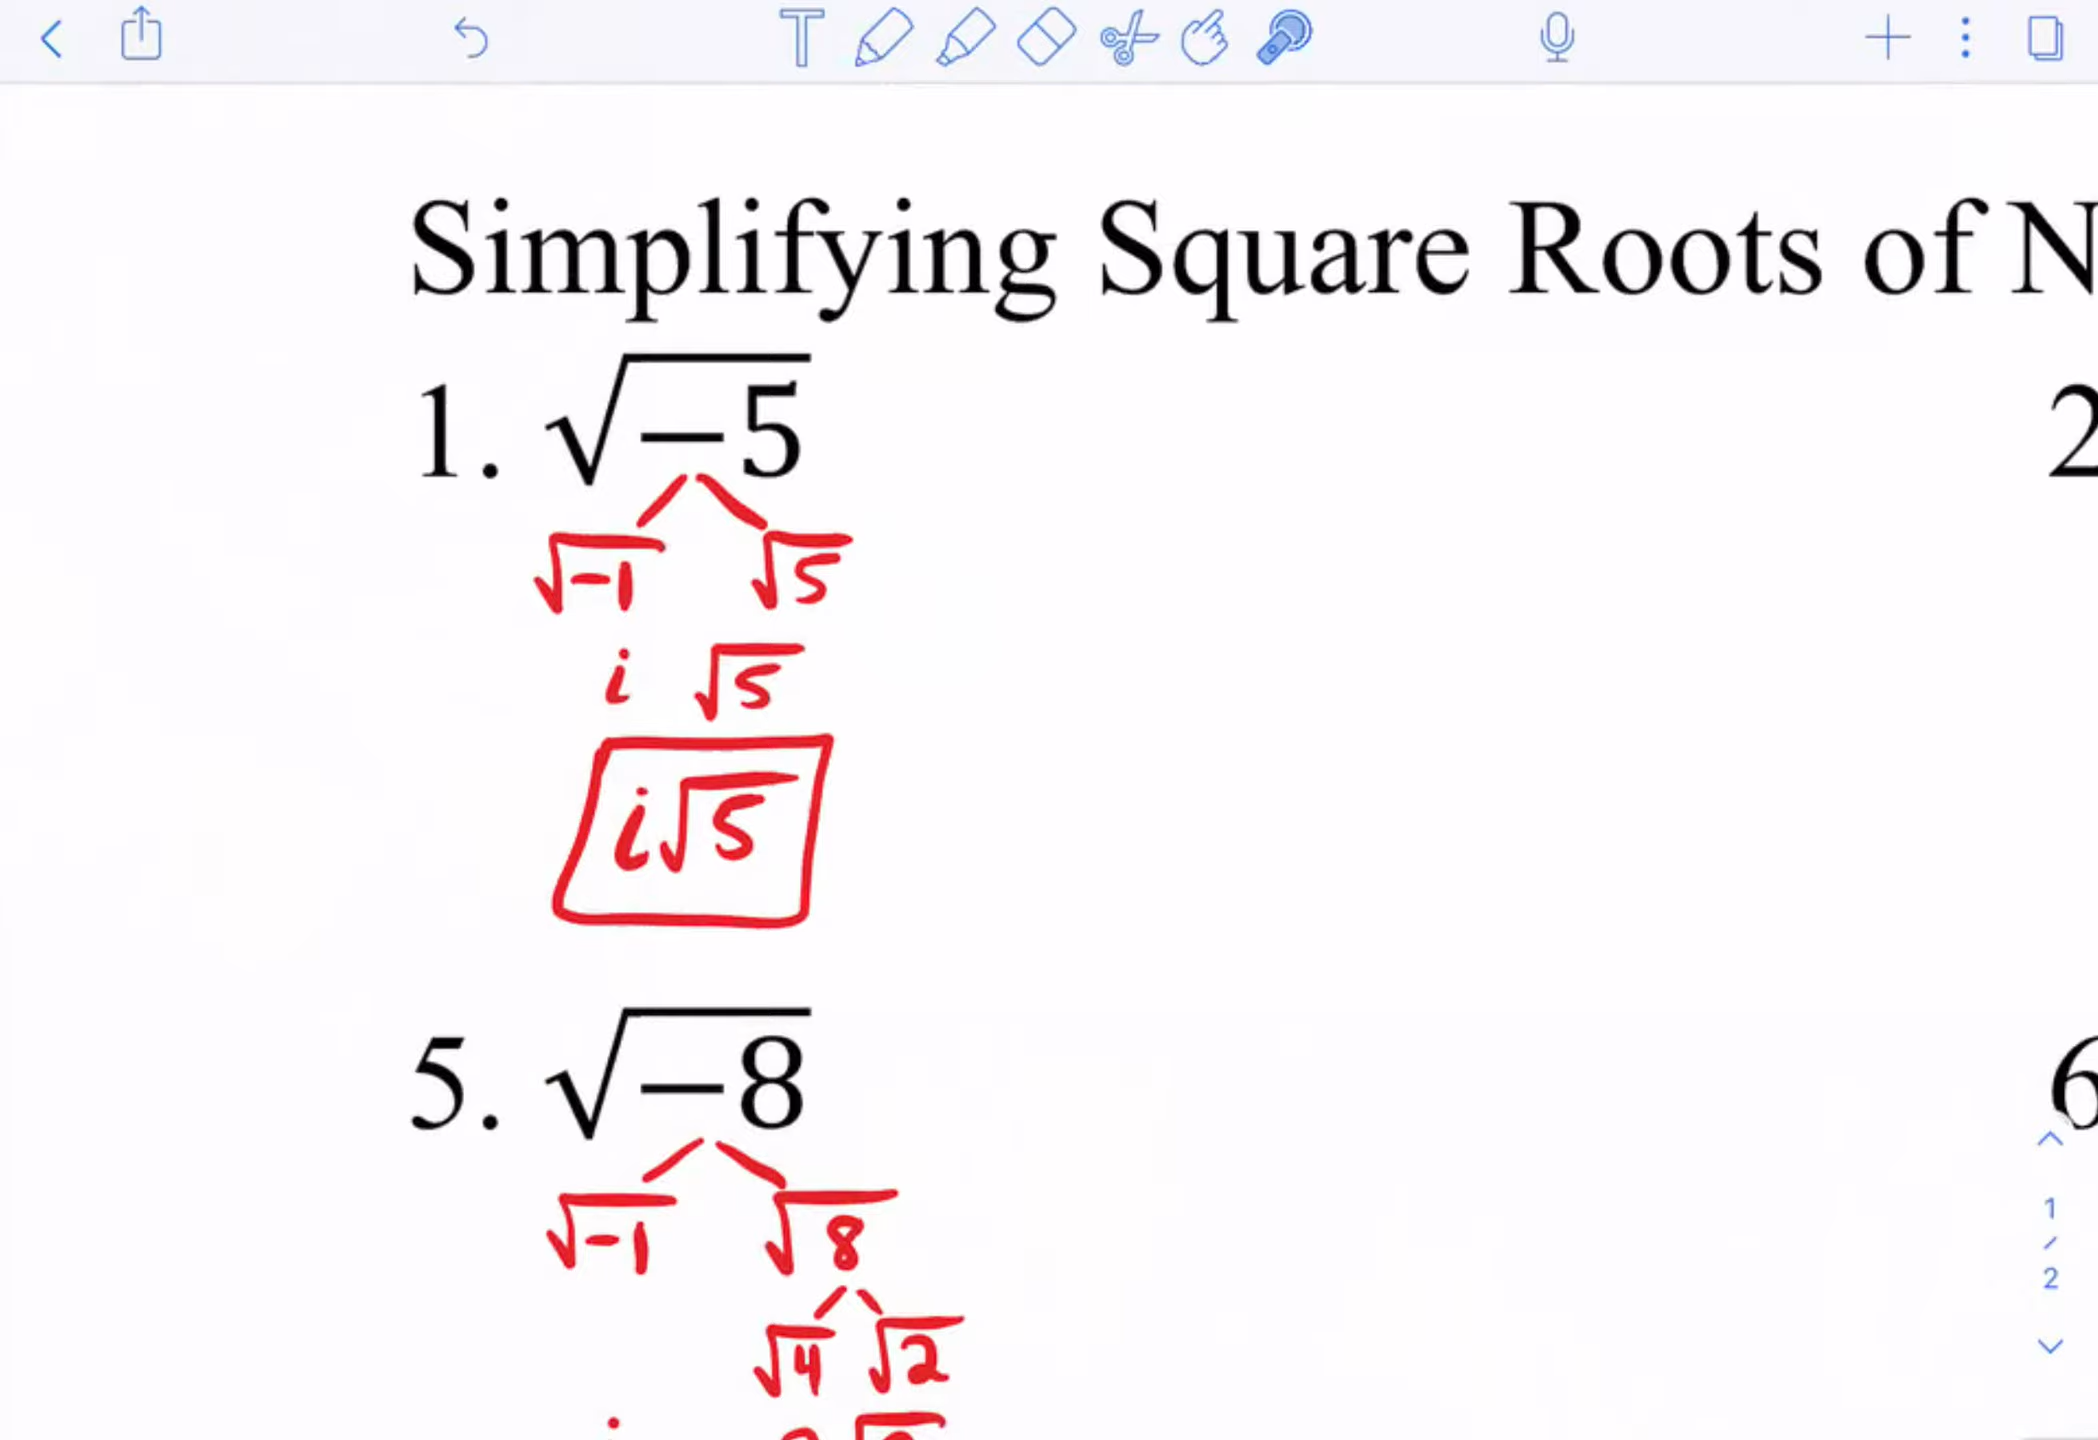 T
Simplifying Square Roots of N
1. √−5
2
√-1 √5
i √5
i√5
5. √−8
6
√-1 √8
√4 √2
1
/
2